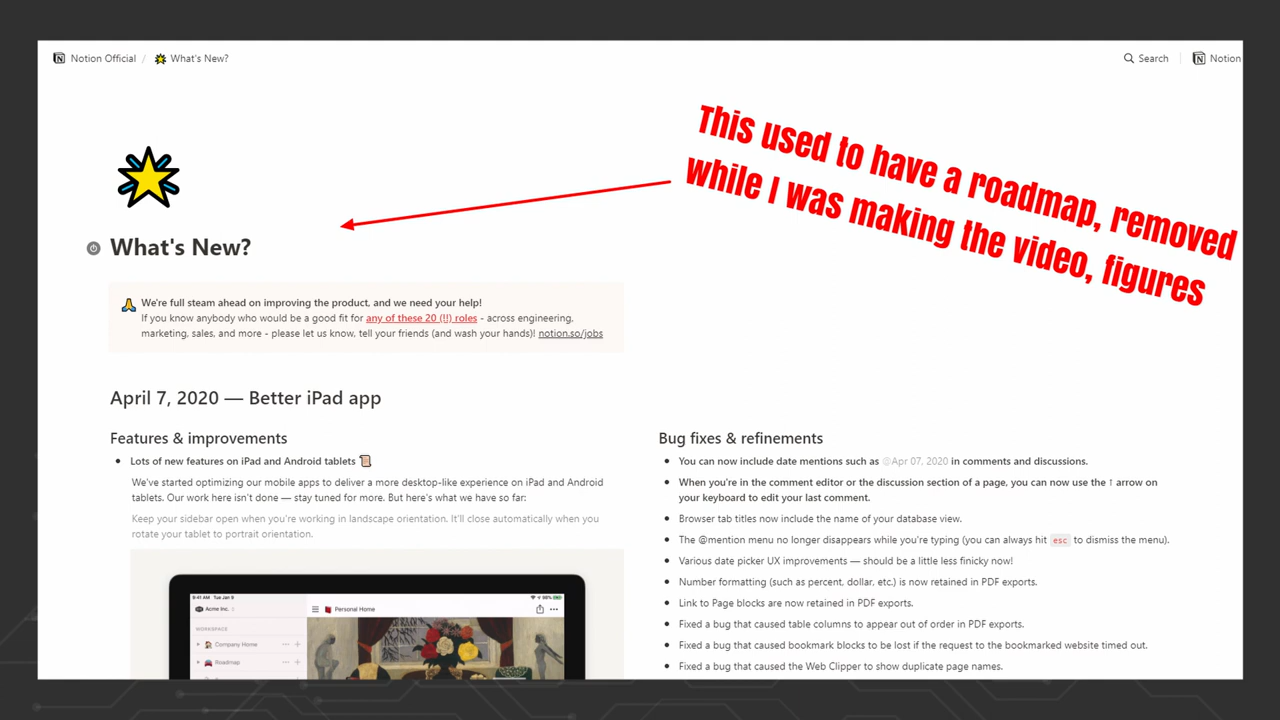 Notion Official / What's New?
Search
Notion
This used to have a roadmap, removed
while I was making the video, figures
What's New?
We're full steam ahead on improving the product, and we need your help!
If you know anybody who would be a good fit for any of these 20 (!!) roles - across engineering,
marketing, sales, and more - please let us know, tell your friends (and wash your hands)! notion.so/jobs
April 7, 2020 — Better iPad app
Features & improvements
Lots of new features on iPad and Android tablets
We've started optimizing our mobile apps to deliver a more desktop-like experience on iPad and Android
tablets. Our work here isn't done — stay tuned for more. But here's what we have so far:
Keep your sidebar open when you're working in landscape orientation. It'll close automatically when you
rotate your tablet to portrait orientation.
9:41 AM Tue Jan 9
98%
Acme Inc.
Personal Home
WORKSPACE
Company Home
Roadmap
Bug fixes & refinements
You can now include date mentions such as @Apr 07, 2020 in comments and discussions.
When you're in the comment editor or the discussion section of a page, you can now use the ↑ arrow on
your keyboard to edit your last comment.
Browser tab titles now include the name of your database view.
The @mention menu no longer disappears while you're typing (you can always hit esc to dismiss the menu).
Various date picker UX improvements — should be a little less finicky now!
Number formatting (such as percent, dollar, etc.) is now retained in PDF exports.
Link to Page blocks are now retained in PDF exports.
Fixed a bug that caused table columns to appear out of order in PDF exports.
Fixed a bug that caused bookmark blocks to be lost if the request to the bookmarked website timed out.
Fixed a bug that caused the Web Clipper to show duplicate page names.